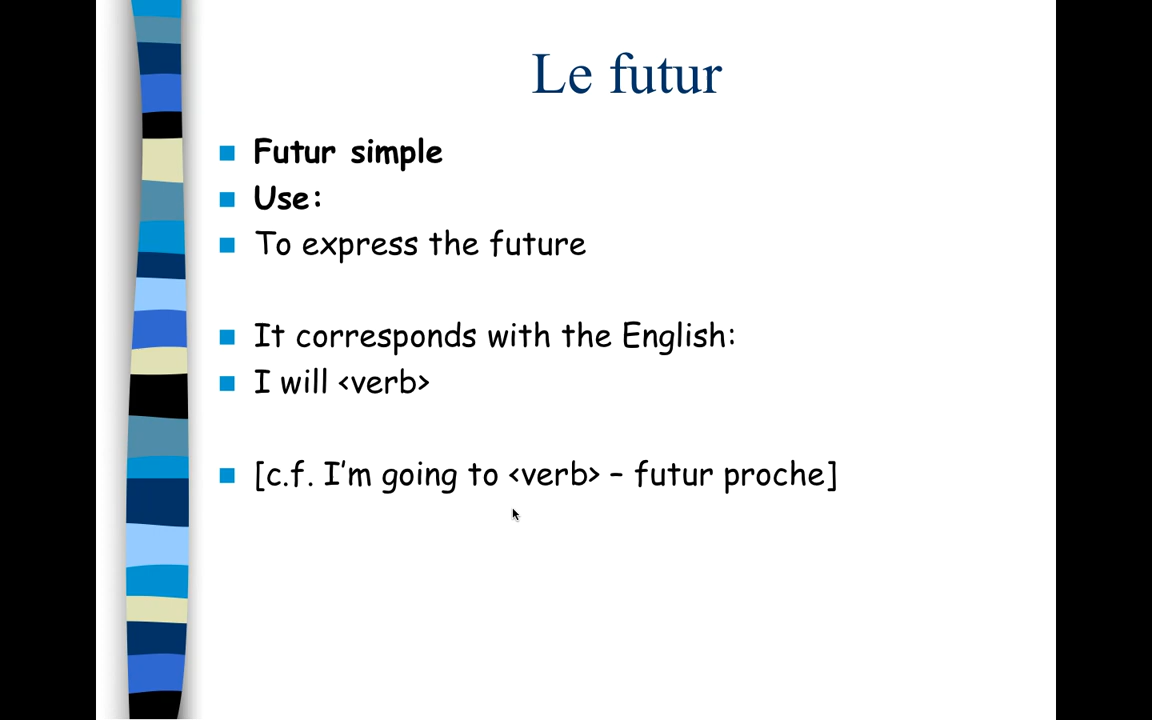 Le futur
Futur simple
Use:
To express the future
It corresponds with the English:
I will <verb>
[c.f. I’m going to <verb> – futur proche]